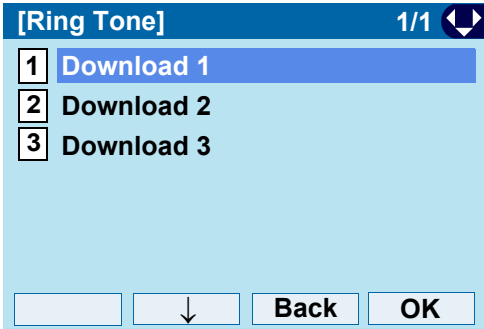 [Ring Tone] 1/1
1 Download 1
2 Download 2
3 Download 3
↓ Back OK